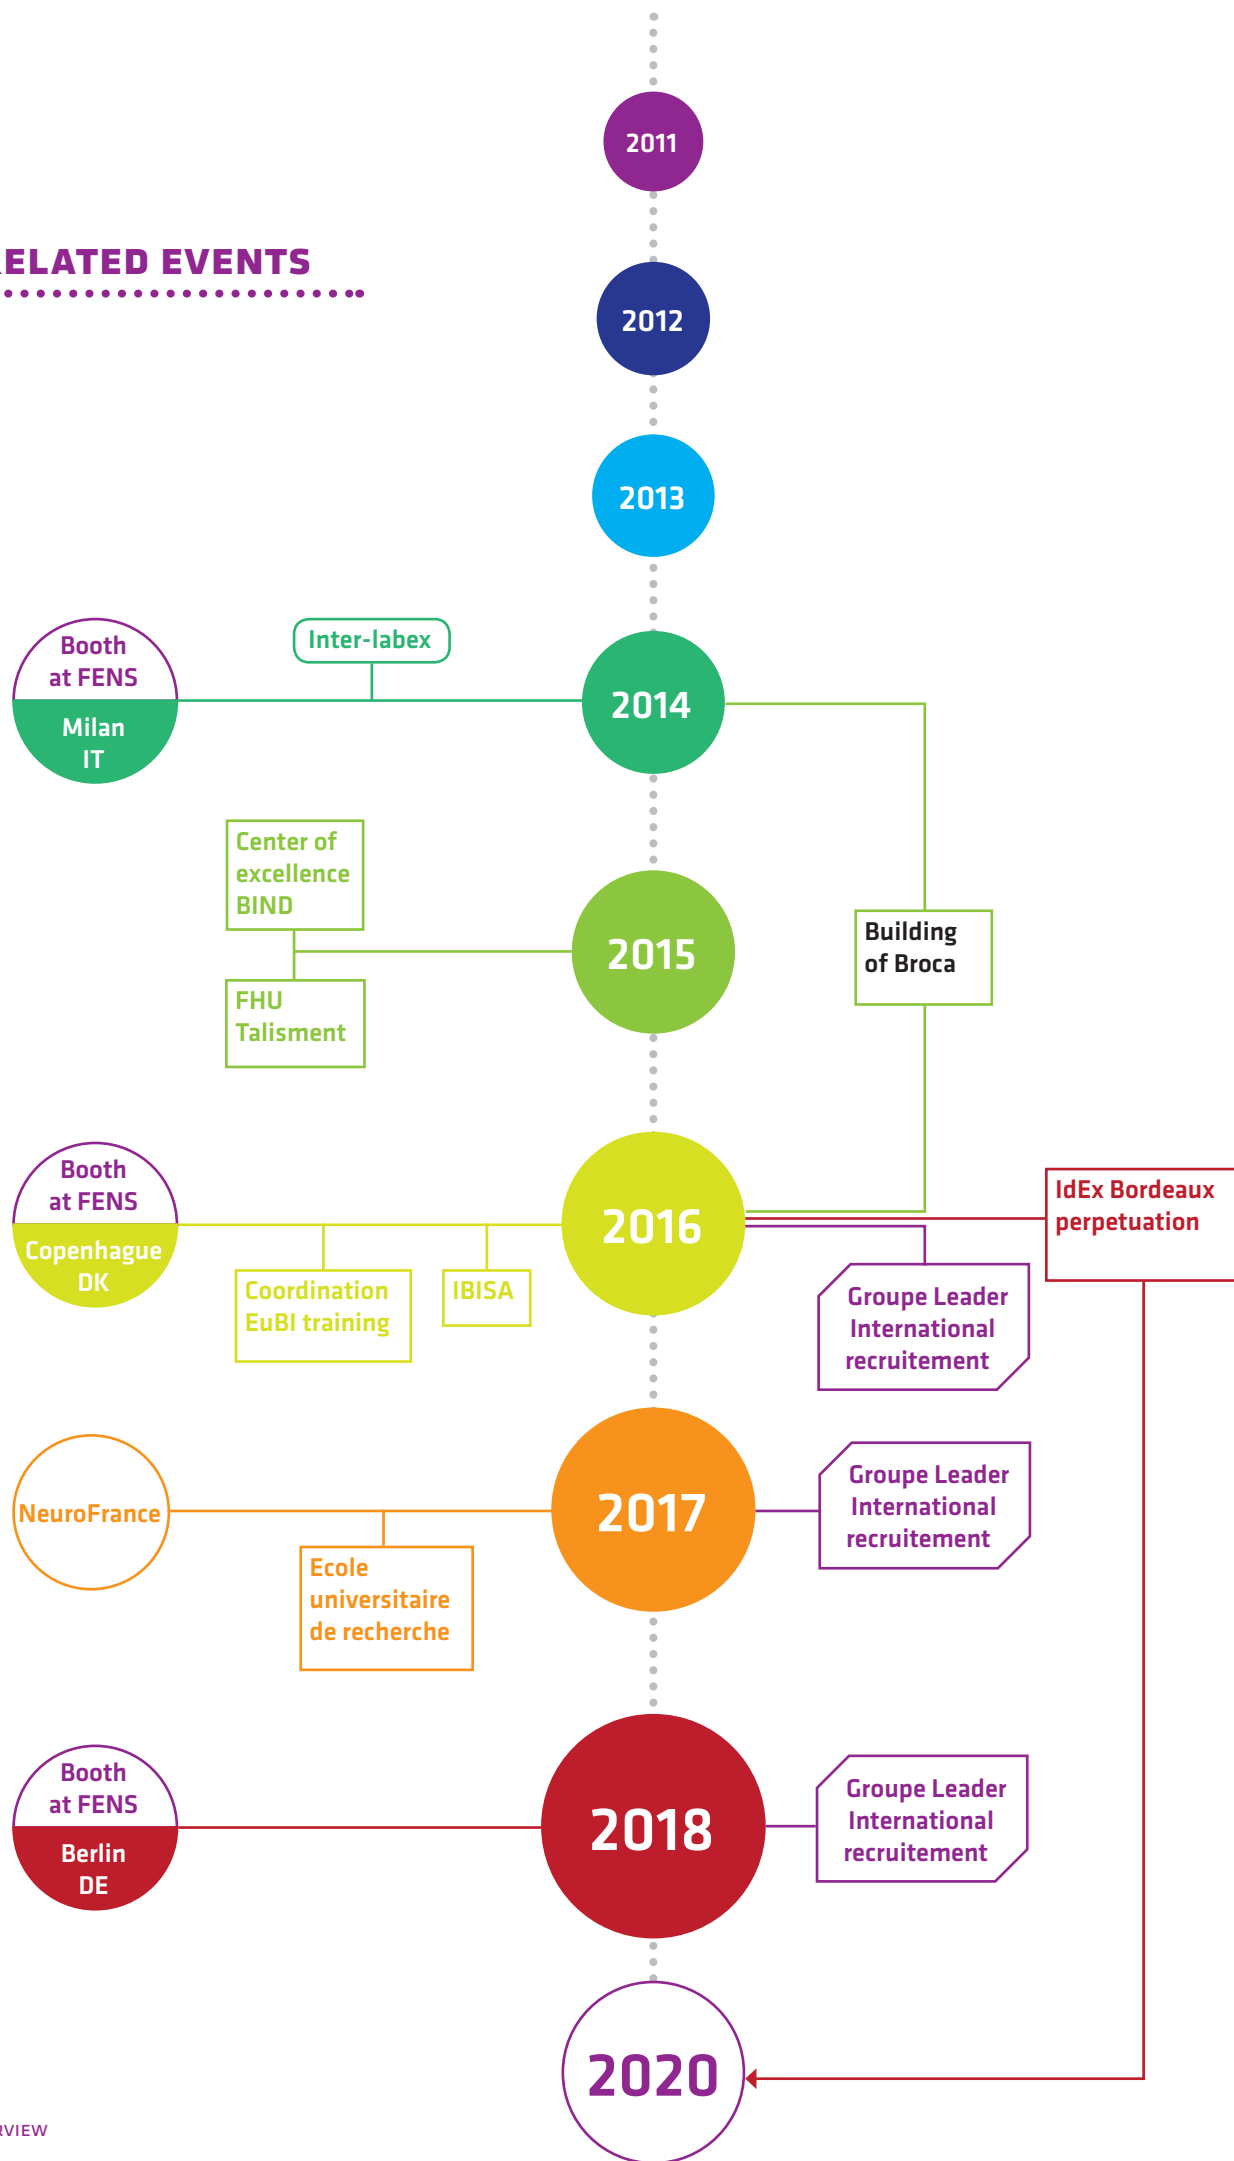 2011
ELATED EVENTS
2012
2013
Booth
at FENS
Milan
IT
Inter-labex
2014
Center of
excellence
BIND
FHU
Talisment
2015
Building
of Broca
Booth
at FENS
Copenhague
DK
Coordination
EuBI training
IBISA
2016
IdEx Bordeaux
perpetuation
Groupe Leader
International
recruitement
NeuroFrance
Ecole
universitaire
de recherche
2017
Groupe Leader
International
recruitement
Booth
at FENS
Berlin
DE
2018
Groupe Leader
International
recruitement
2020
RVIEW